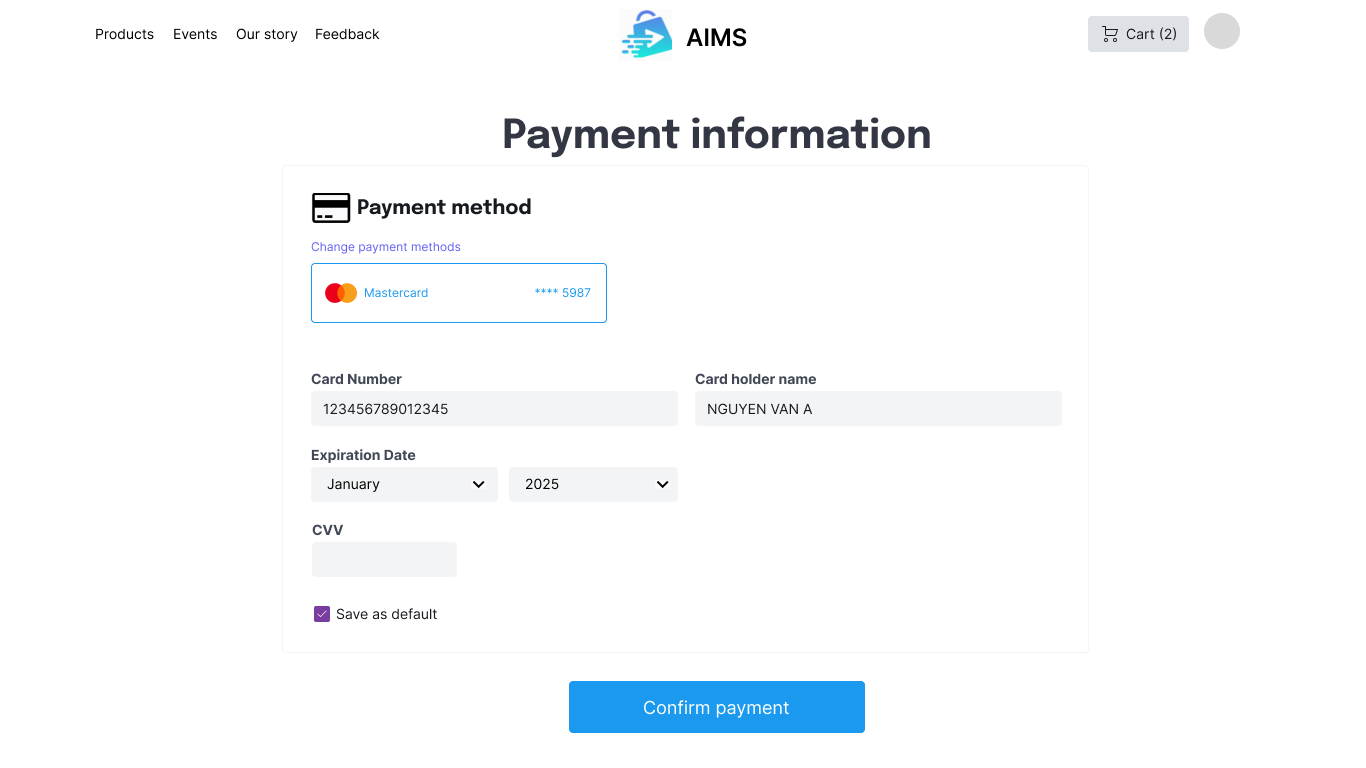 Products Events Our story Feedback AIMS Cart (2)
Payment information
Payment method
Change payment methods
Mastercard **** 5987
Card Number Card holder name
123456789012345 NGUYEN VAN A
Expiration Date
January 2025
CVV
Save as default
Confirm payment